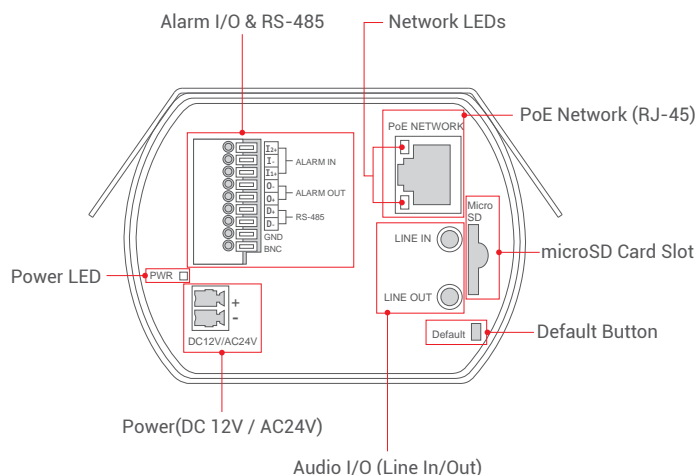 Alarm I/O & RS-485
Network LEDs
PoE Network (RJ-45)
PoE NETWORK
I2+
I-
I1+
ALARM IN
O-
O+
ALARM OUT
D+
D-
RS-485
GND
BNC
Micro
SD
LINE IN
microSD Card Slot
Power LED
PWR
LINE OUT
+
-
DC12V/AC24V
Default
Default Button
Power(DC 12V / AC24V)
Audio I/O (Line In/Out)